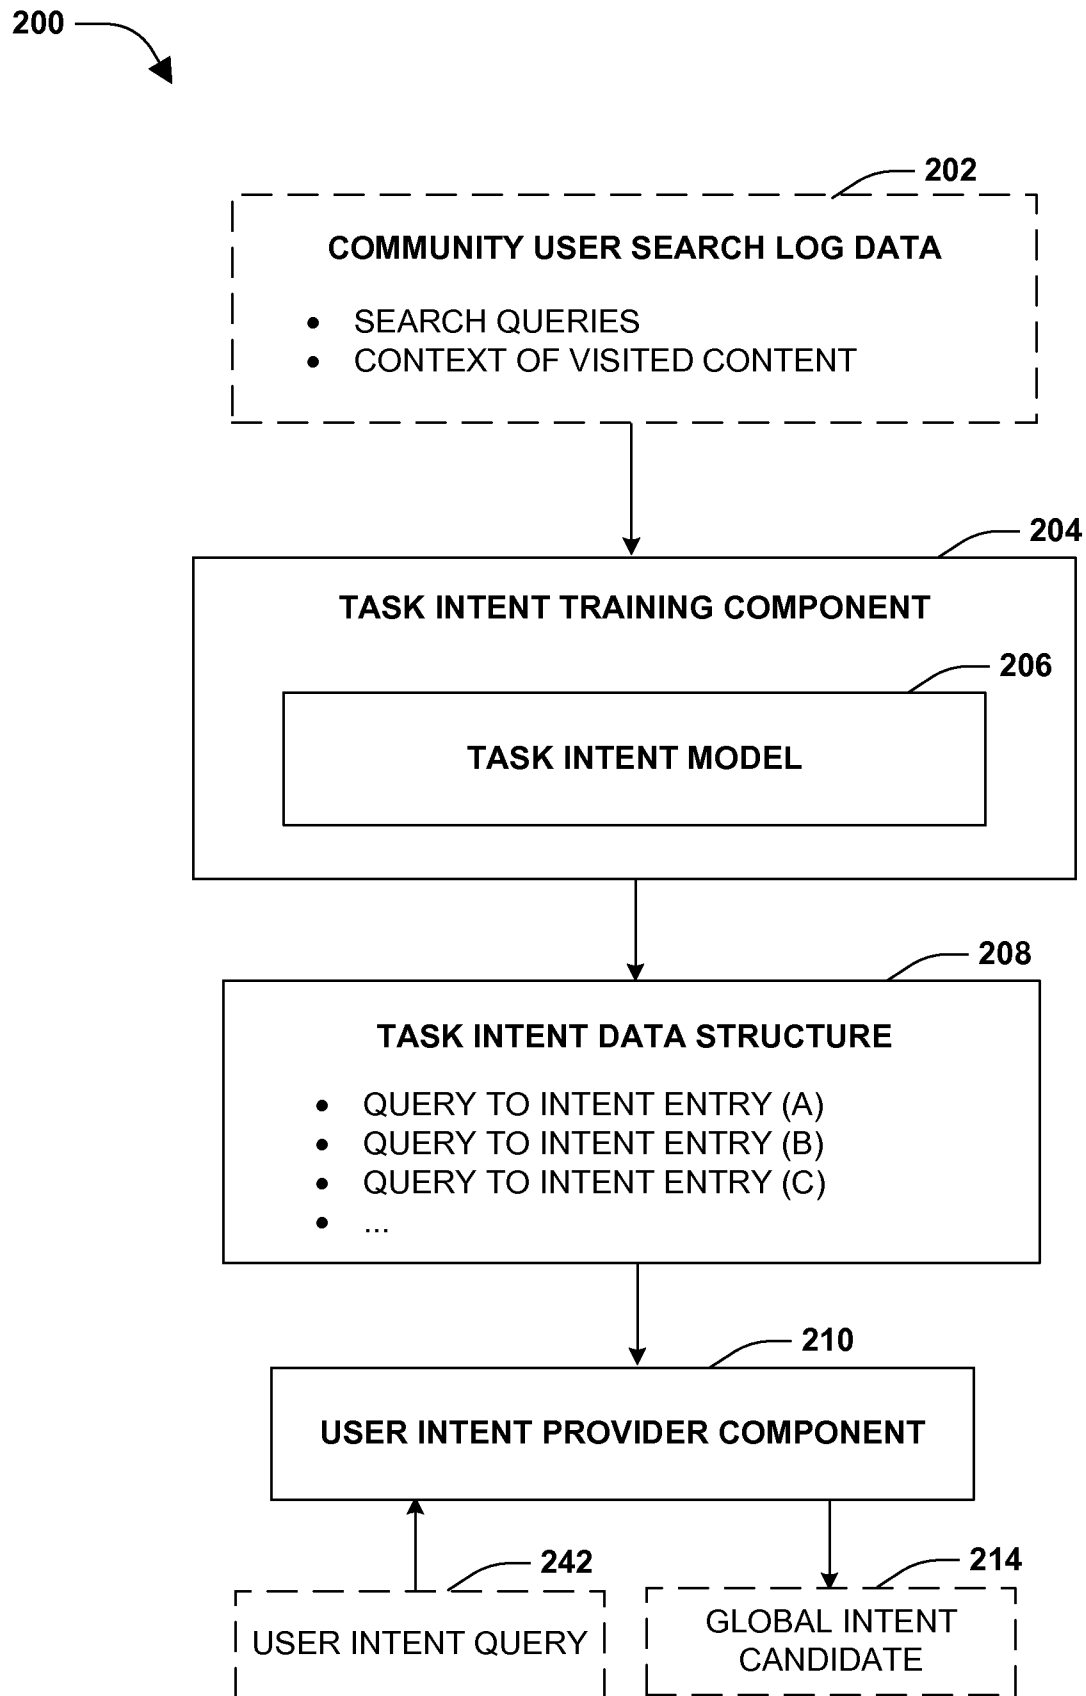 200
202
COMMUNITY USER SEARCH LOG DATA
• SEARCH QUERIES
• CONTEXT OF VISITED CONTENT
204
TASK INTENT TRAINING COMPONENT
206
TASK INTENT MODEL
208
TASK INTENT DATA STRUCTURE
• QUERY TO INTENT ENTRY (A)
• QUERY TO INTENT ENTRY (B)
• QUERY TO INTENT ENTRY (C)
• ...
210
USER INTENT PROVIDER COMPONENT
242
USER INTENT QUERY
214
GLOBAL INTENT
CANDIDATE